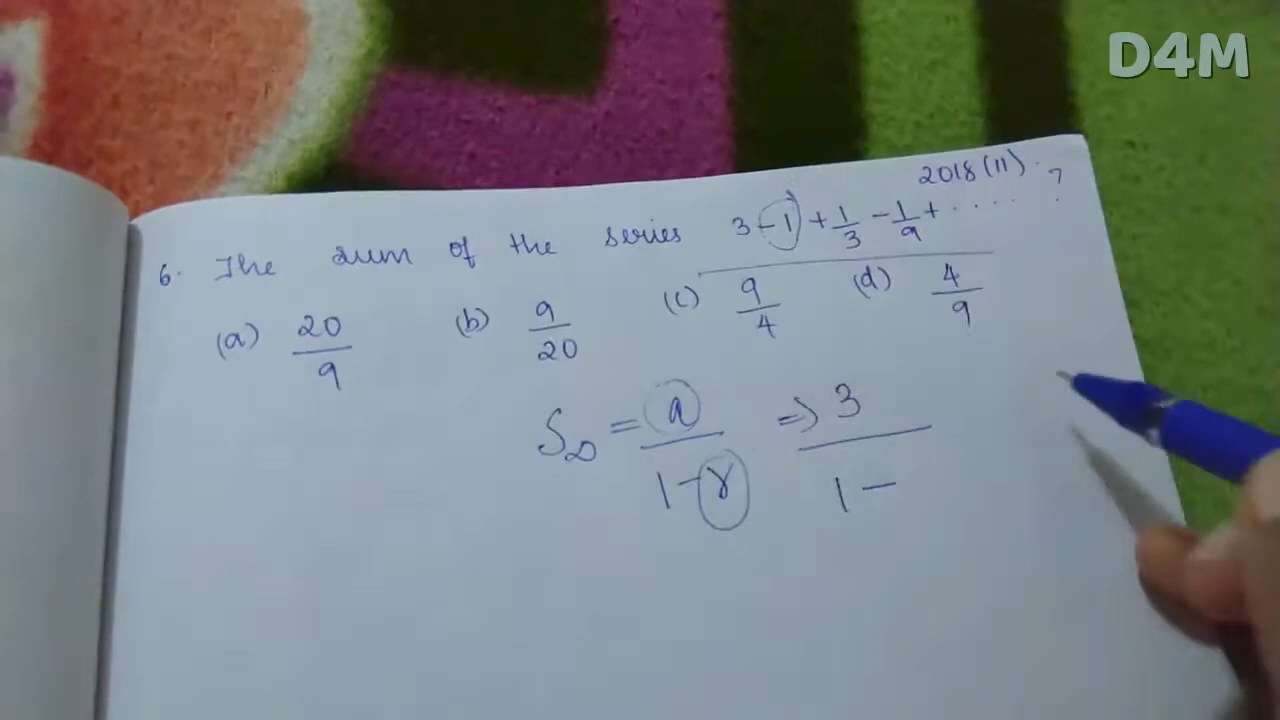 D4M
2018 (11)
6. The sum of the series 3 - 1 + 1/3 - 1/9 + ..... ?
(a) 20/9 (b) 9/20 (c) 9/4 (d) 4/9
S∞ = a/(1-r) => 3/(1-